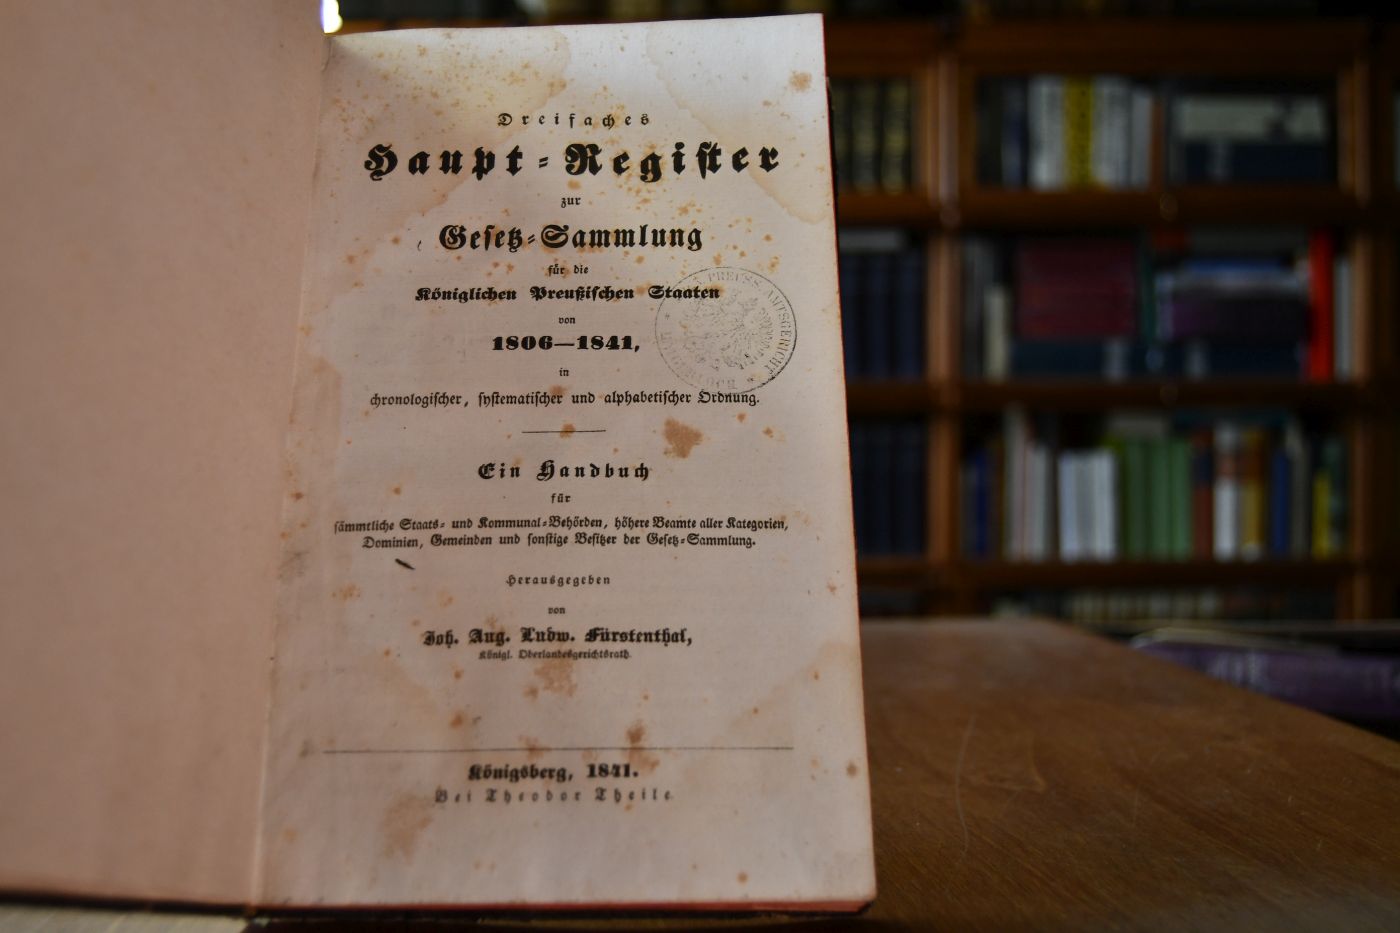 Dreifaches
Haupt-Register
zur
Gesetz-Sammlung
für die
Königlichen Preußischen Staaten
von
1806—1841,
in
chronologischer, systematischer und alphabetischer Ordnung.
Ein Handbuch
für
sämmtliche Staats- und Kommunal-Behörden, höhere Beamte aller Kategorien,
Dominien, Gemeinden und sonstige Besitzer der Gesetz-Sammlung.
Herausgegeben
von
Joh. Aug. Ludw. Fürstenthal,
Königl. Oberlandesgerichtsrath.
Königsberg, 1841.
Bei Theodor Theile.
PREUSS. AMTSGERICHT